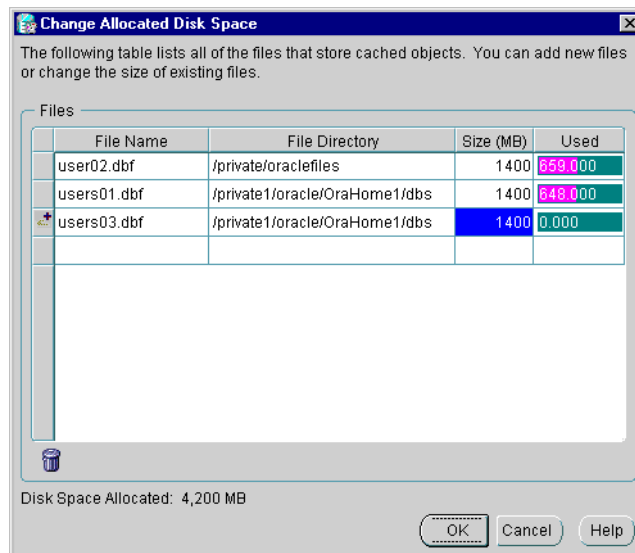 Change Allocated Disk Space
The following table lists all of the files that store cached objects.  You can add new files
or change the size of existing files.
Files
File Name File Directory Size (MB) Used
user02.dbf /private/oraclefiles 1400 659.000
users01.dbf /private1/oracle/OraHome1/dbs 1400 648.000
users03.dbf /private1/oracle/OraHome1/dbs 1400 0.000
Disk Space Allocated:  4,200 MB
OK Cancel Help